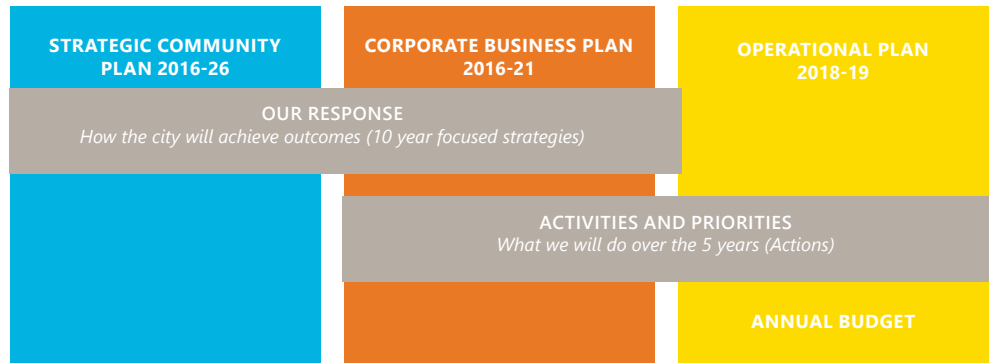 STRATEGIC COMMUNITY
PLAN 2016-26
CORPORATE BUSINESS PLAN
2016-21
OPERATIONAL PLAN
2018-19
OUR RESPONSE
How the city will achieve outcomes (10 year focused strategies)
ACTIVITIES AND PRIORITIES
What we will do over the 5 years (Actions)
ANNUAL BUDGET